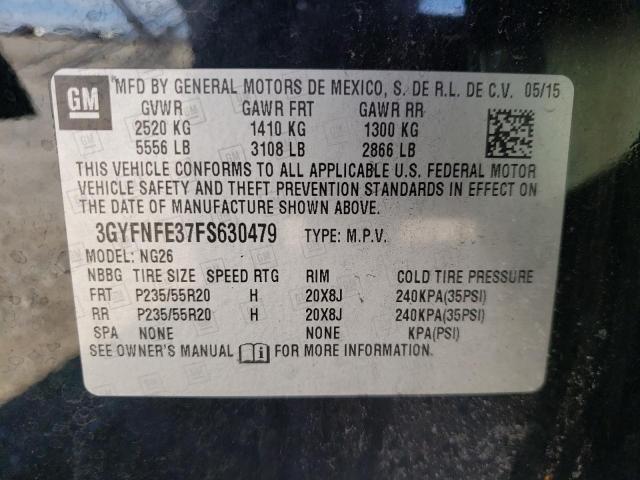 GM
MFD BY GENERAL MOTORS DE MEXICO, S. DE R.L. DE C.V. 05/15
GVWR GAWR FRT GAWR RR
2520 KG 1410 KG 1300 KG
5556 LB 3108 LB 2866 LB
THIS VEHICLE CONFORMS TO ALL APPLICABLE U.S. FEDERAL MOTOR
VEHICLE SAFETY AND THEFT PREVENTION STANDARDS IN EFFECT ON
THE DATE OF MANUFACTURE SHOWN ABOVE.
3GYFNFE37FS630479 TYPE: M.P.V.
MODEL: NG26
NBBG TIRE SIZE SPEED RTG RIM COLD TIRE PRESSURE
FRT P235/55R20 H 20X8J 240KPA(35PSI)
RR P235/55R20 H 20X8J 240KPA(35PSI)
SPA NONE NONE KPA(PSI)
SEE OWNER'S MANUAL FOR MORE INFORMATION.